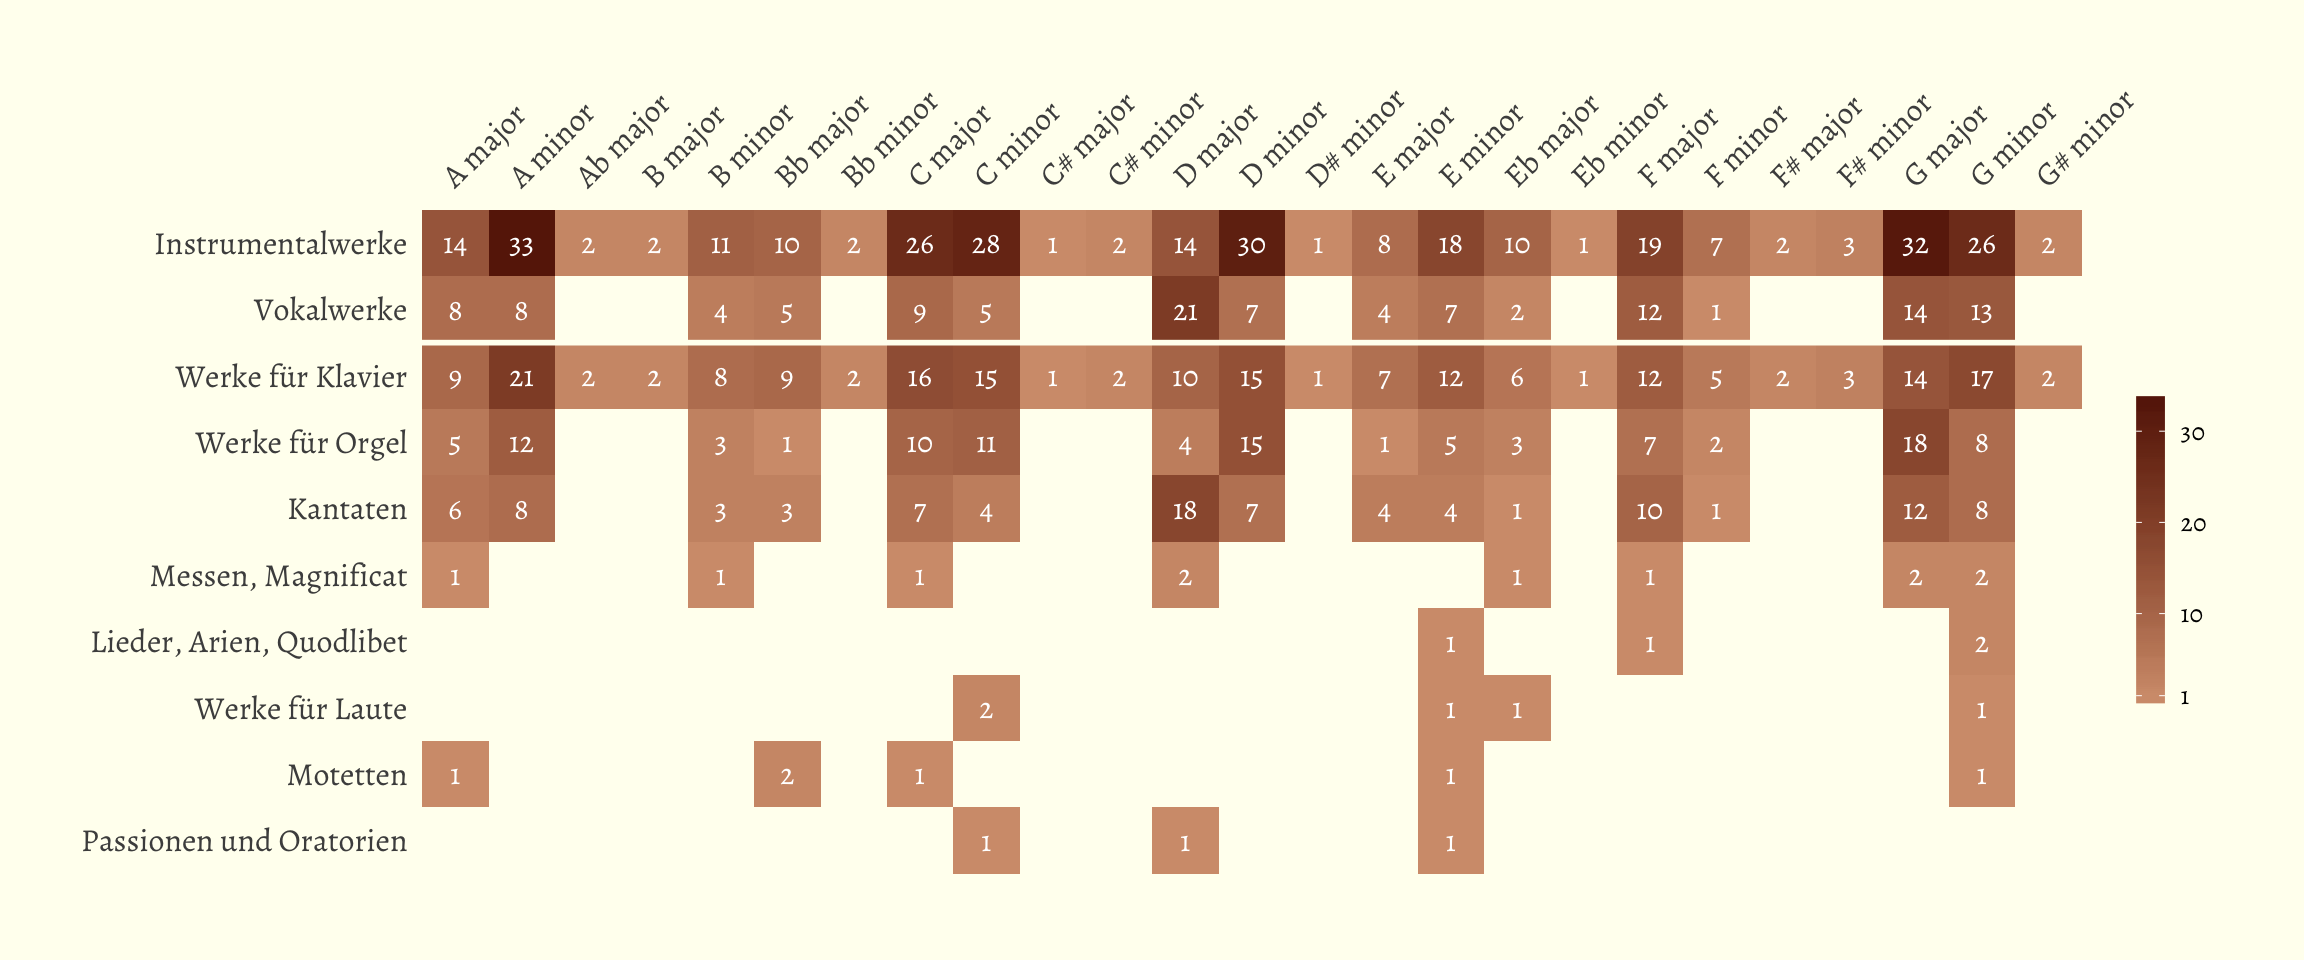 A major A minor Ab major B major B minor Bb major Bb minor C major C minor C# major C# minor D major D minor D# minor E major E minor Eb major Eb minor F major F minor F# major F# minor G major G minor G# minor
Instrumentalwerke 14 33 2 2 11 10 2 26 28 1 2 14 30 1 8 18 10 1 19 7 2 3 32 26 2
Vokalwerke 8 8 4 5 9 5 21 7 4 7 2 12 1 14 13
Werke für Klavier 9 21 2 2 8 9 2 16 15 1 2 10 15 1 7 12 6 1 12 5 2 3 14 17 2
Werke für Orgel 5 12 3 1 10 11 4 15 1 5 3 7 2 18 8
Kantaten 6 8 3 3 7 4 18 7 4 4 1 10 1 12 8
Messen, Magnificat 1 1 1 2 1 1 2 2
Lieder, Arien, Quodlibet 1 1 2
Werke für Laute 2 1 1 1
Motetten 1 2 1 1 1
Passionen und Oratorien 1 1 1
30
20
10
1